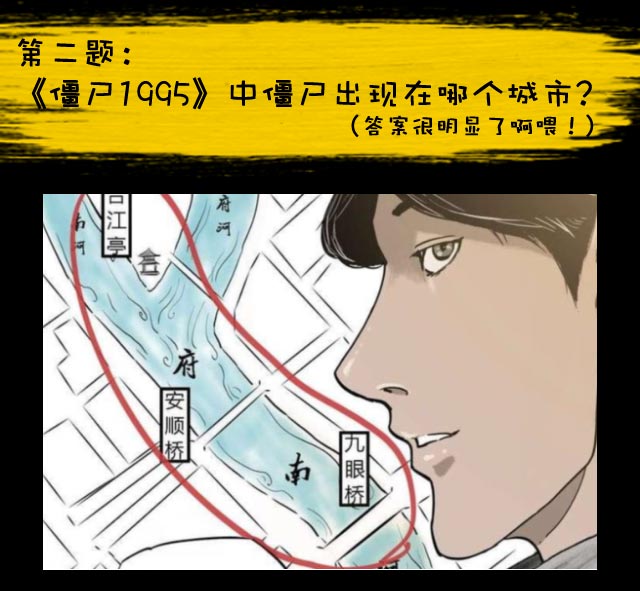 第二题：
《僵尸1995》中僵尸出现在哪个城市？
（答案很明显了啊喂！）
合江亭
府河
南河
府
安顺桥
九眼桥
南